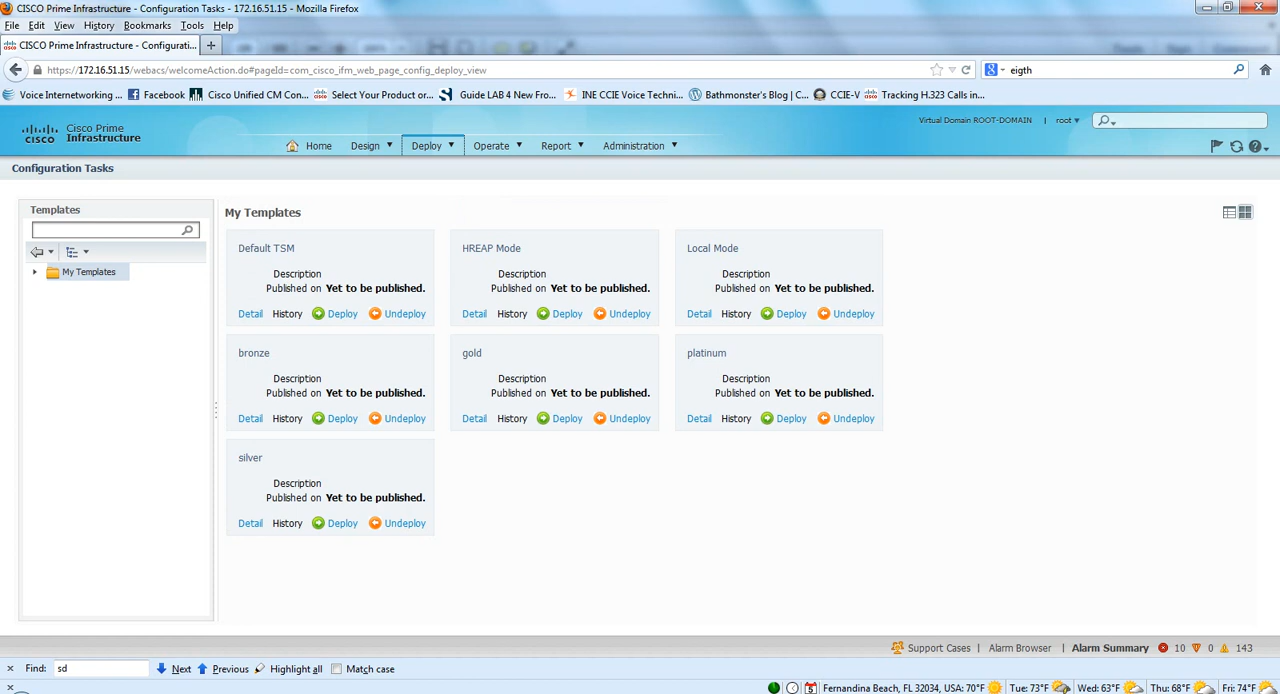 CISCO Prime Infrastructure - Configuration Tasks - 172.16.51.15 - Mozilla Firefox
File Edit View History Bookmarks Tools Help
CISCO Prime Infrastructure - Configurati... +
https://172.16.51.15/webacs/welcomeAction.do#pageId=com_cisco_ifm_web_page_config_deploy_view eigth
Voice Internetworking ... Facebook Cisco Unified CM Con... Select Your Product or... Guide LAB 4 New Fro... INE CCIE Voice Techni... Bathmonster's Blog | C... CCIE-V Tracking H.323 Calls in...
Virtual Domain ROOT-DOMAIN | root
CISCO Cisco Prime
Infrastructure
Home Design Deploy Operate Report Administration
Configuration Tasks
Templates
My Templates
My Templates
Default TSM HREAP Mode Local Mode
Description Description Description
Published on Yet to be published. Published on Yet to be published. Published on Yet to be published.
Detail History Deploy Undeploy Detail History Deploy Undeploy Detail History Deploy Undeploy
bronze gold platinum
Description Description Description
Published on Yet to be published. Published on Yet to be published. Published on Yet to be published.
Detail History Deploy Undeploy Detail History Deploy Undeploy Detail History Deploy Undeploy
silver
Description
Published on Yet to be published.
Detail History Deploy Undeploy
Support Cases | Alarm Browser | Alarm Summary 10 0 143
× Find: sd Next Previous Highlight all Match case
× Fernandina Beach, FL 32034, USA: 70°F Tue: 73°F Wed: 63°F Thu: 68°F Fri: 74°F